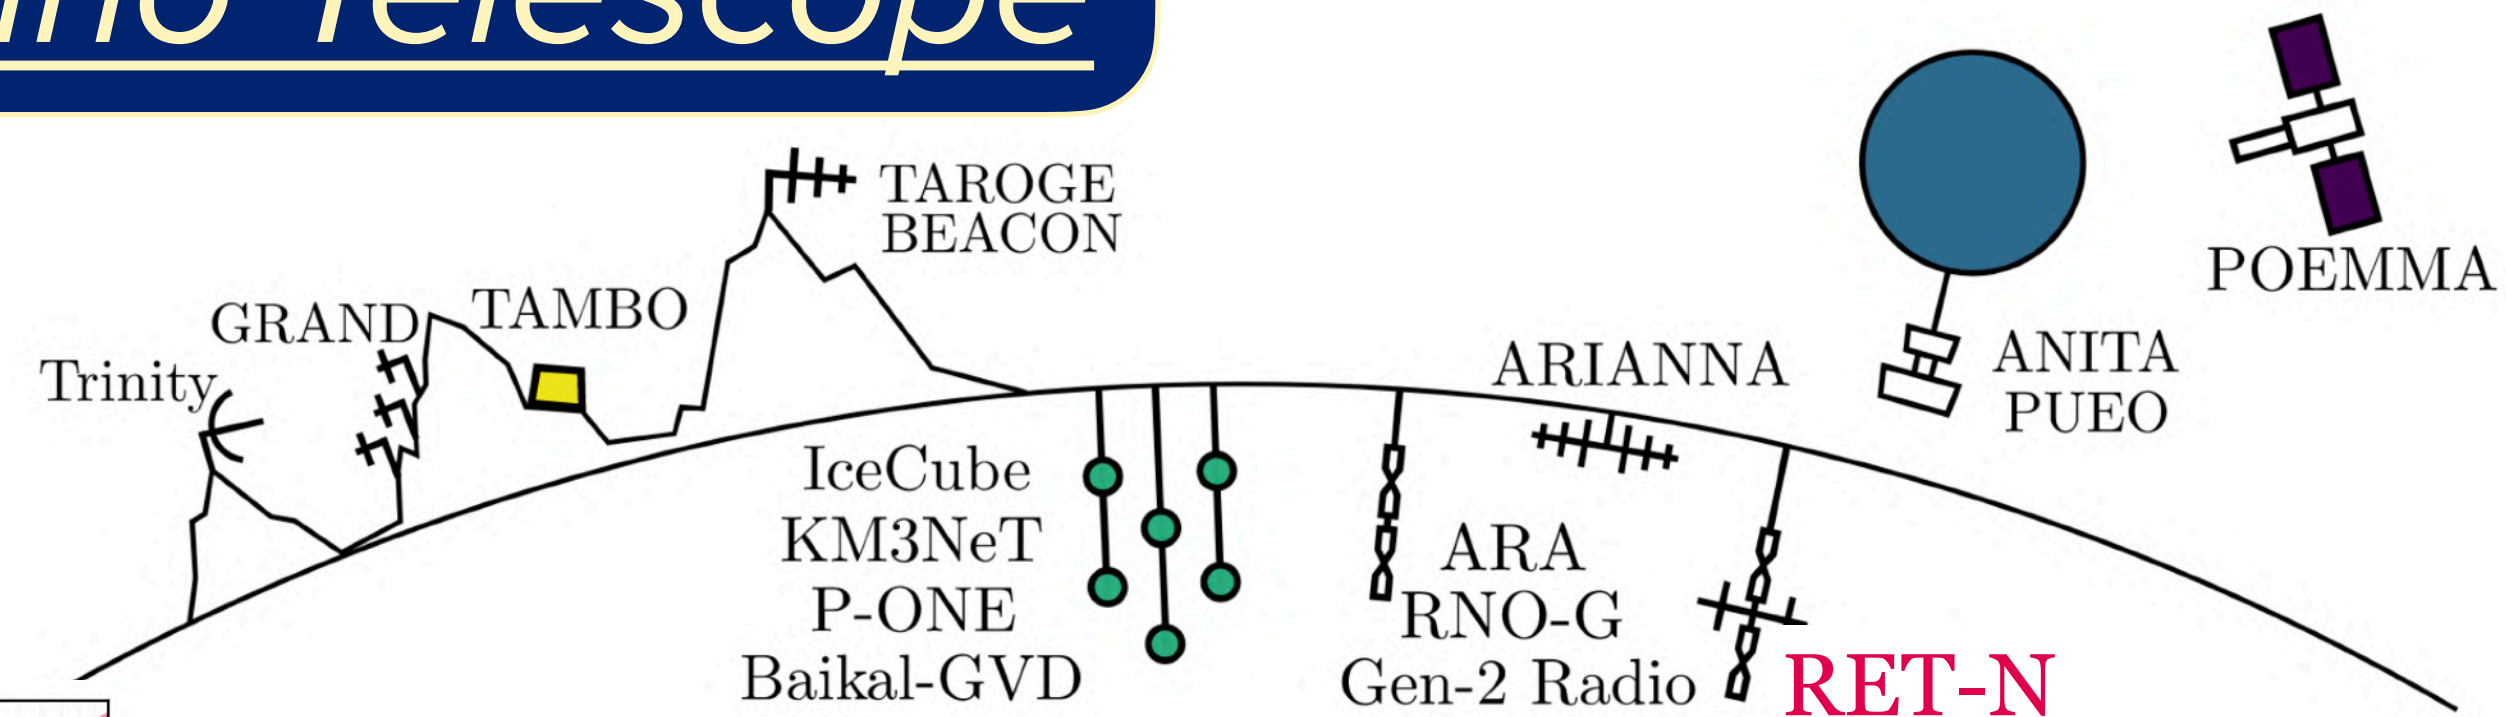 ino Telescope
TAROGE
BEACON
POEMMA
GRAND
TAMBO
Trinity
ARIANNA
ANITA
PUEO
IceCube
KM3NeT
P-ONE
Baikal-GVD
ARA
RNO-G
Gen-2 Radio
RET-N